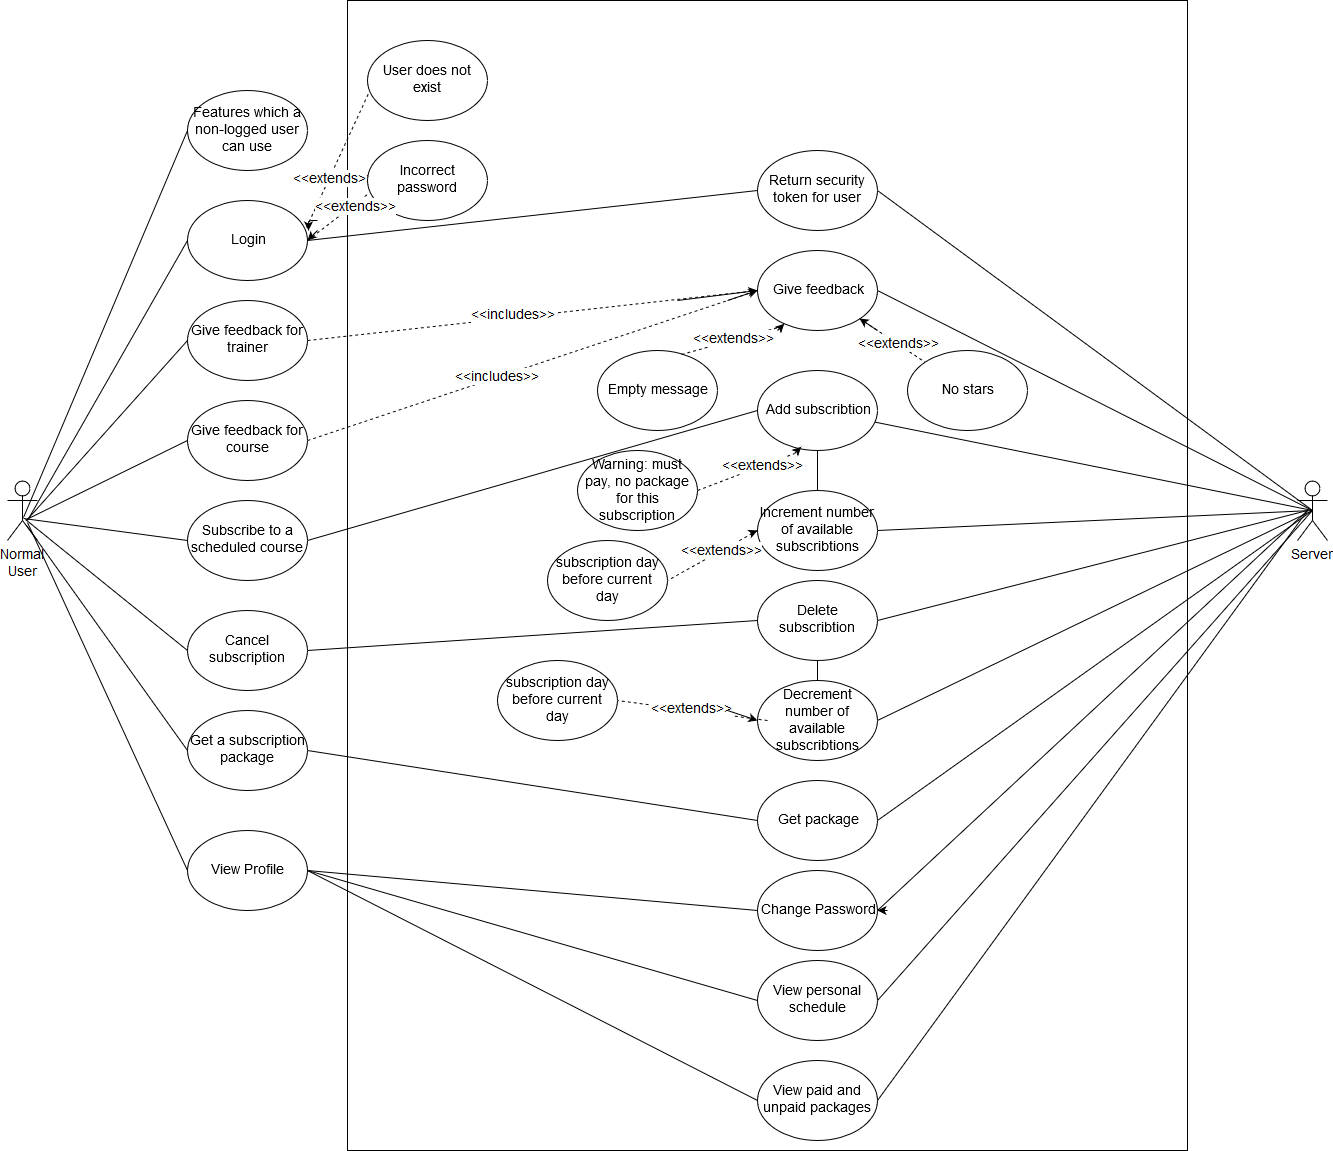 User does not
exist
Features which a
non-logged user
can use
Incorrect
password
<<extends>
<<extends>>
Return security
token for user
Login
Give feedback
<<includes>>
Give feedback for
trainer
<<extends>>
<<extends>>
<<includes>>
Empty message
No stars
Add subscribtion
Give feedback for
course
Warning: must
pay, no package
for this
subscription
<<extends>>
Subscribe to a
scheduled course
Increment number
of available
subscribtions
<<extends>>
Normal
User
Server
subscription day
before current
day
Delete
subscribtion
Cancel
subscription
subscription day
before current
day
<<extends>>
Decrement
number of
available
subscribtions
Get a subscription
package
Get package
View Profile
Change Password
View personal
schedule
View paid and
unpaid packages